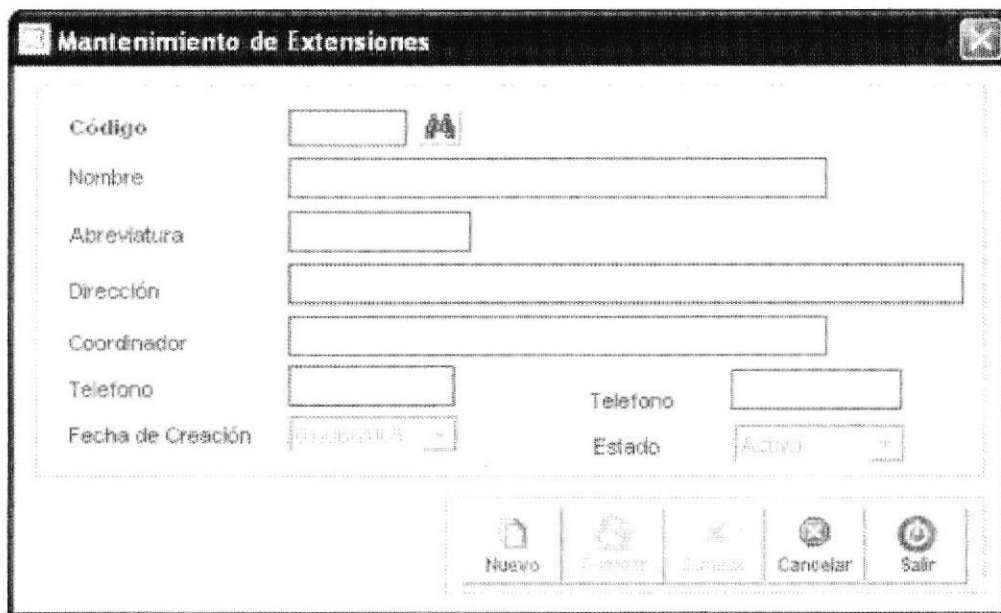 Mantenimiento de Extensiones
Código
Nombre
Abreviatura
Dirección
Coordinador
Telefono Telefono
Fecha de Creación Estado Activo
Nuevo Cancelar Salir